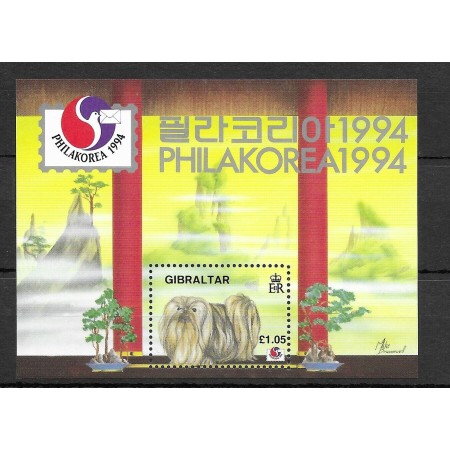 PHILAKOREA 1994
필라코리아1994
PHILAKOREA1994
GIBRALTAR
ER
£1.05